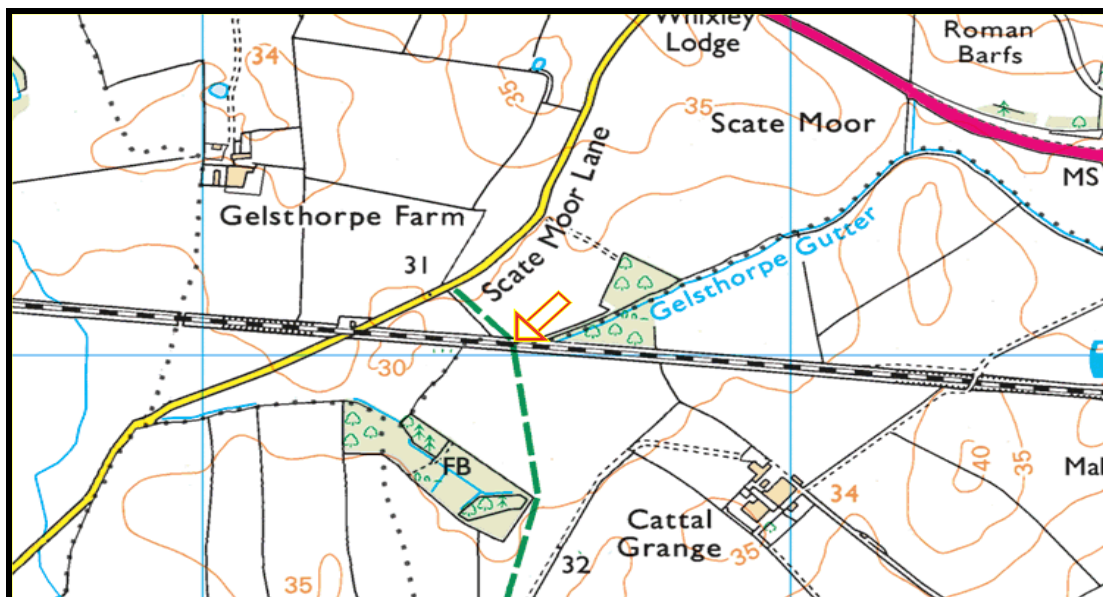 Whixley
Lodge
Roman
Barfs
34
35
35
Scate Moor
MS
Gelsthorpe Farm
Scate Moor Lane
31
Gelsthorpe Gutter
30
FB
40
35
34
Cattal
Grange
35
32
35